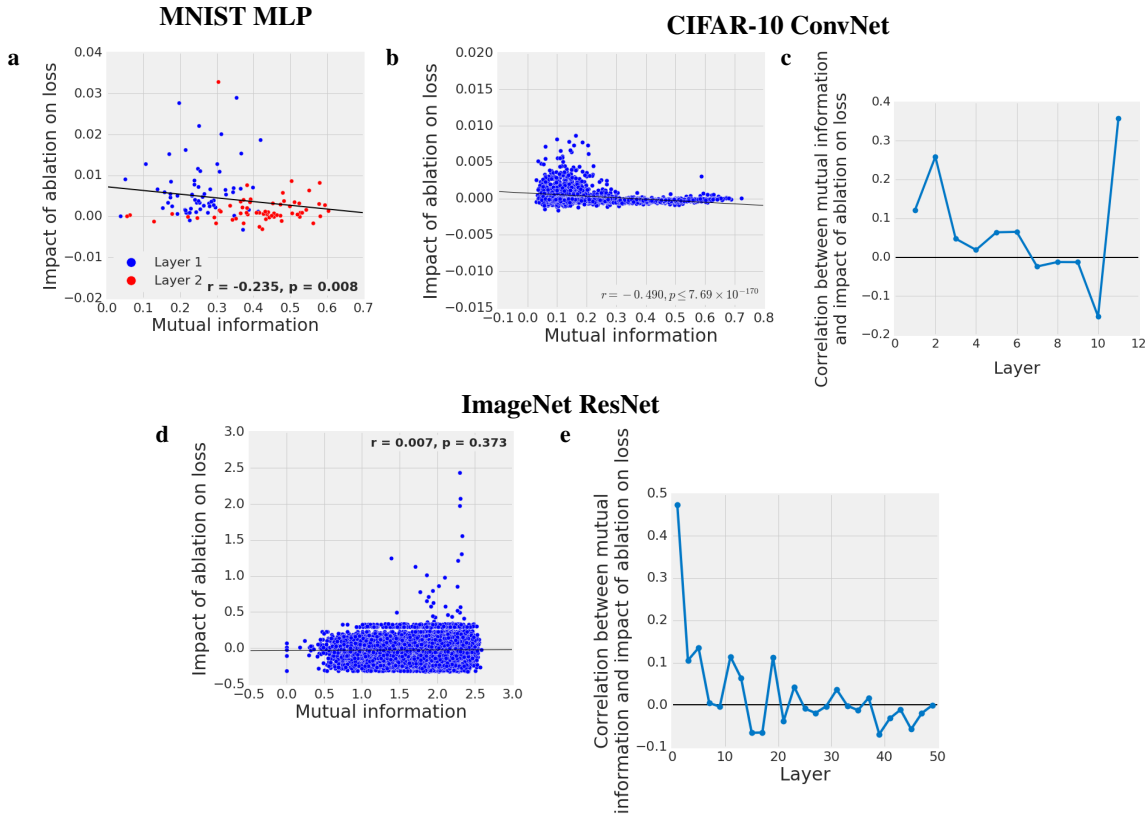 MNIST MLP
CIFAR-10 ConvNet
a
Impact of ablation on loss
0.04
0.03
0.02
0.01
0.00
−0.01
−0.02
Layer 1
Layer 2
r = -0.235, p = 0.008
0.0 0.1 0.2 0.3 0.4 0.5 0.6 0.7
Mutual information
b
Impact of ablation on loss
0.020
0.015
0.010
0.005
0.000
−0.005
−0.010
−0.015
r = −0.490, p ≤ 7.69 × 10−170
−0.1 0.0 0.1 0.2 0.3 0.4 0.5 0.6 0.7 0.8
Mutual information
c
Correlation between mutual information
and impact of ablation on loss
0.4
0.3
0.2
0.1
0.0
−0.1
−0.2
0 2 4 6 8 10 12
Layer
ImageNet ResNet
d
Impact of ablation on loss
3.0
2.5
2.0
1.5
1.0
0.5
0.0
−0.5
r = 0.007, p = 0.373
−0.5 0.0 0.5 1.0 1.5 2.0 2.5 3.0
Mutual information
e
Correlation between mutual
information and impact of ablation on loss
0.5
0.4
0.3
0.2
0.1
0.0
−0.1
0 10 20 30 40 50
Layer